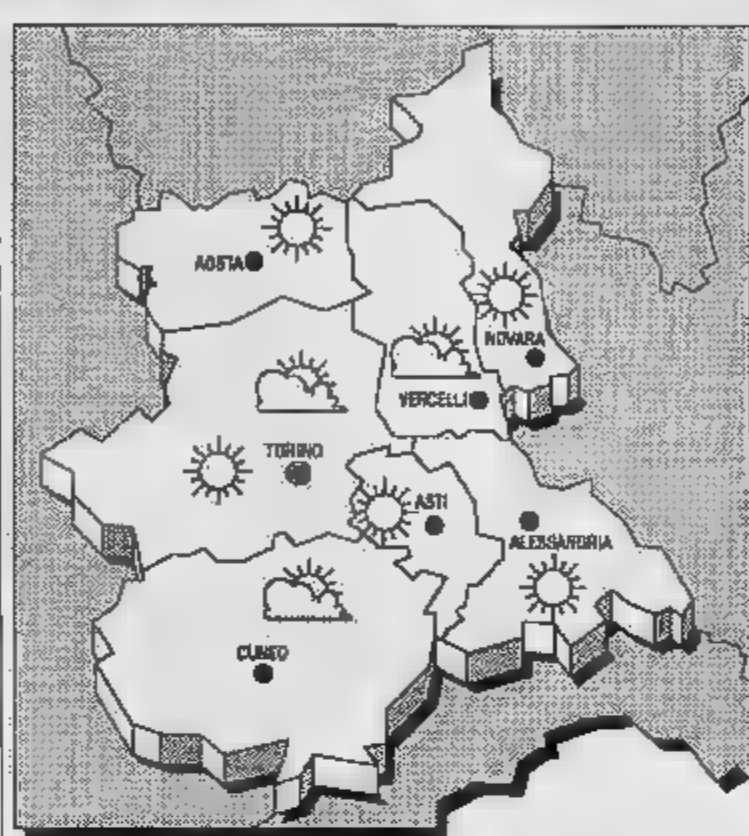 AOSTA
NOVARA
VERCELLI
TORINO
ASTI
ALESSANDRIA
CUNEO